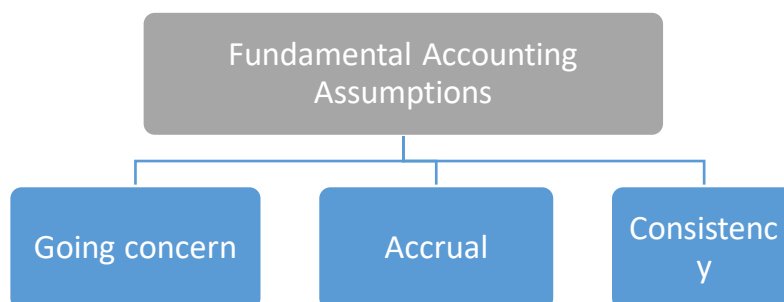 Fundamental Accounting
Assumptions
Going concern
Accrual
Consistenc
y